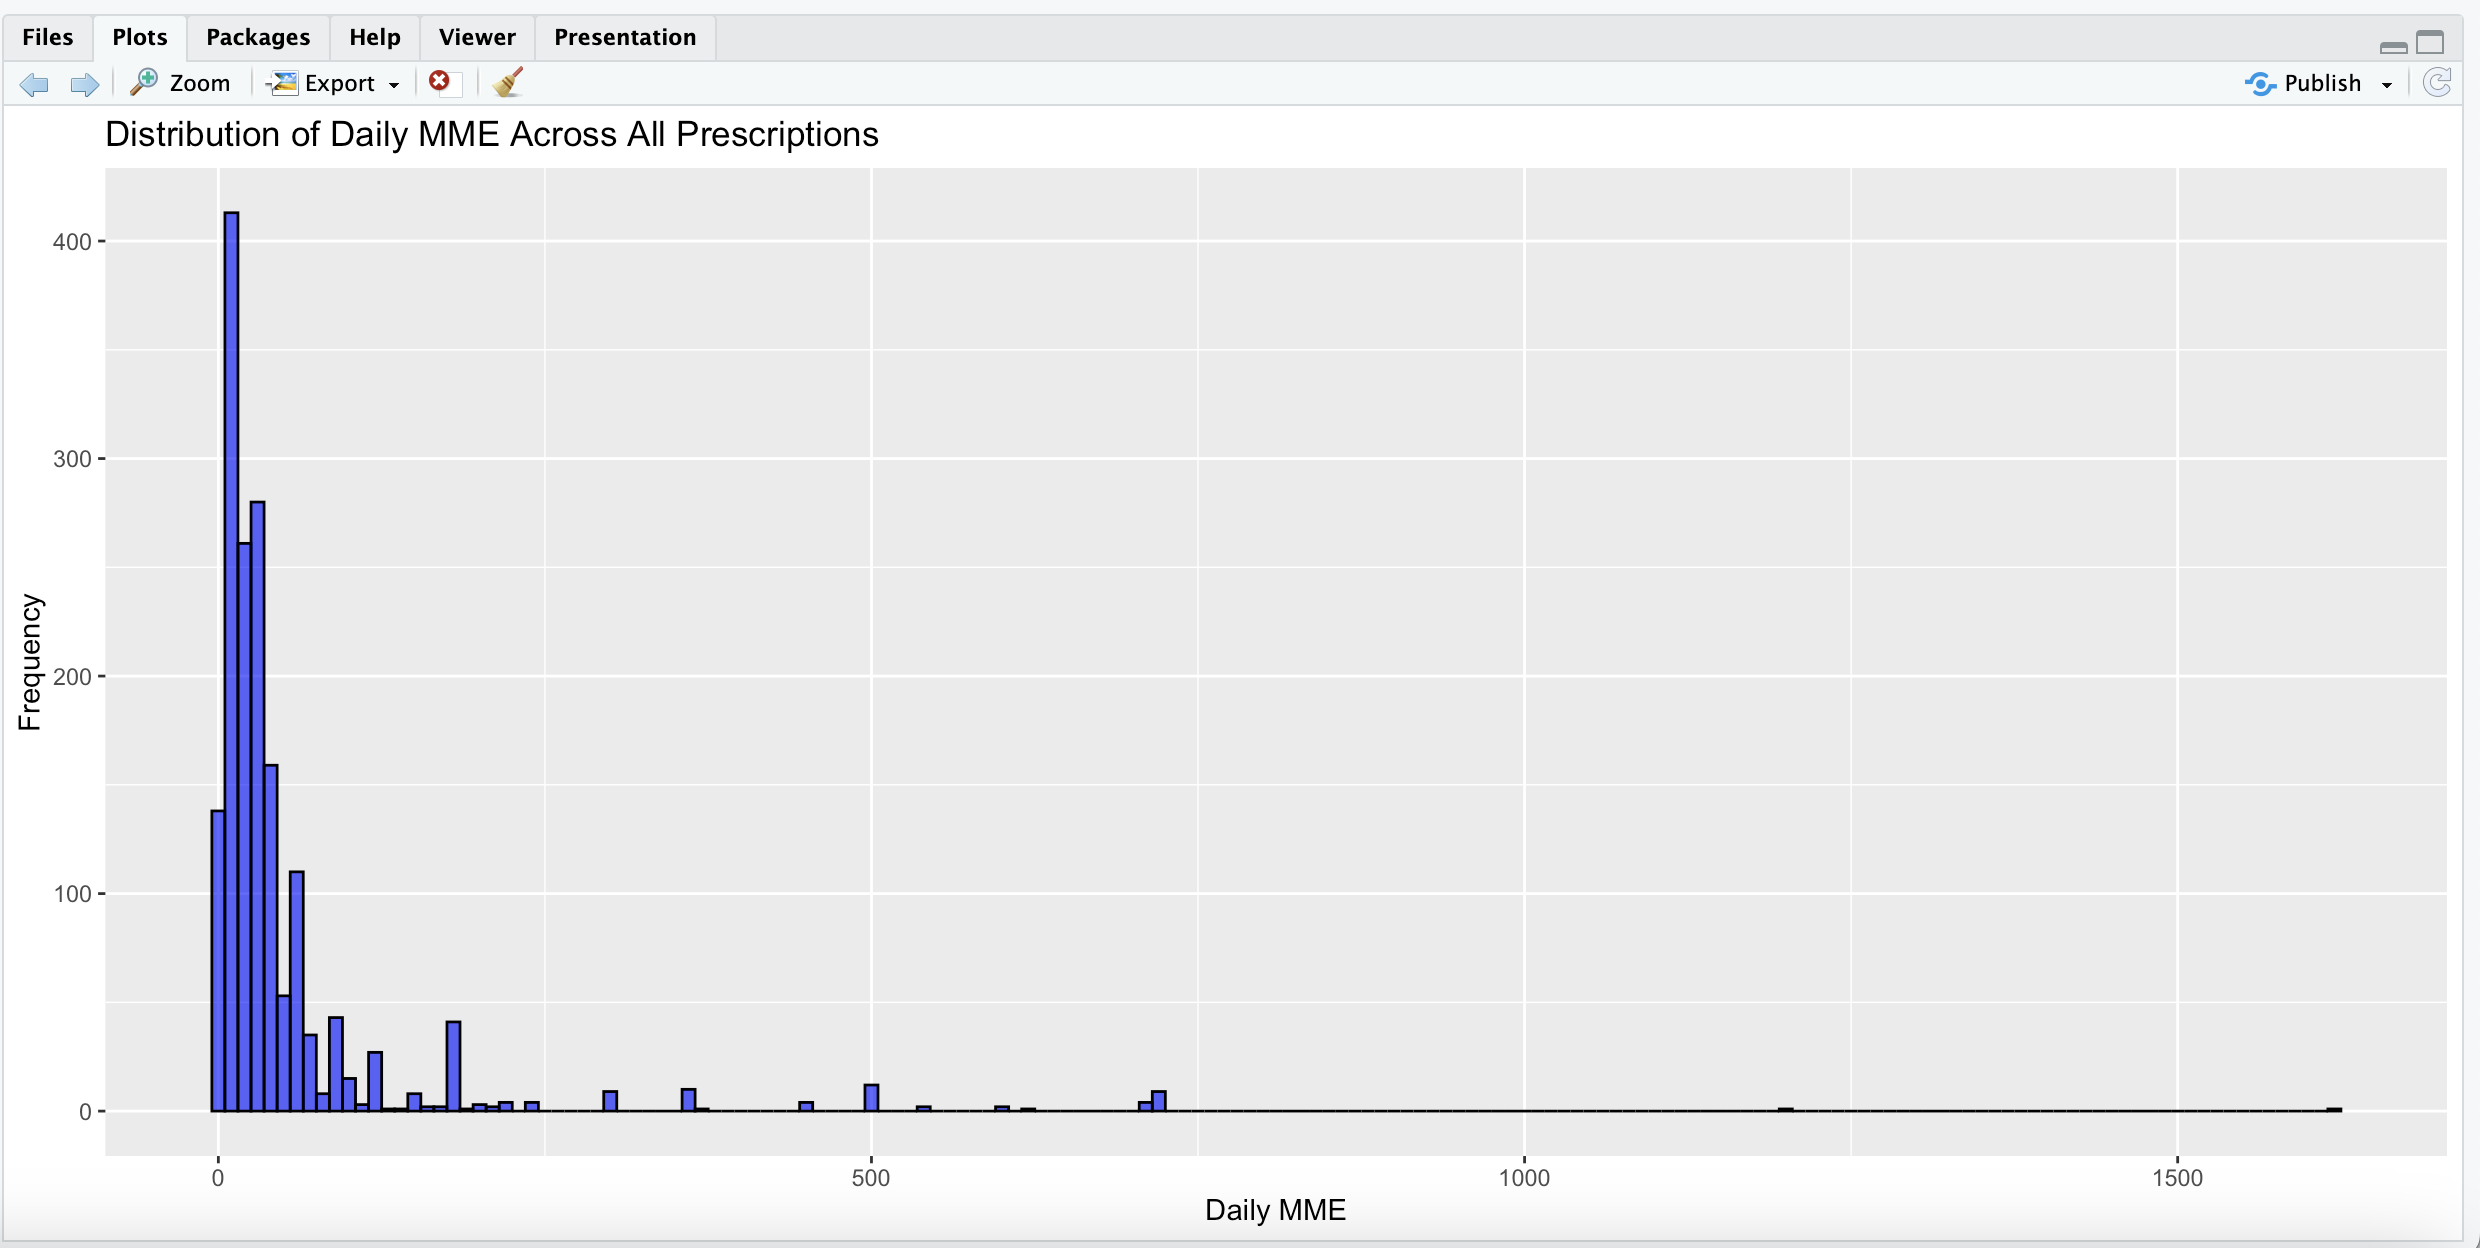 Files Plots Packages Help Viewer Presentation
Zoom Export Publish
Distribution of Daily MME Across All Prescriptions
Frequency
400
300
200
100
0
0 500 1000 1500
Daily MME